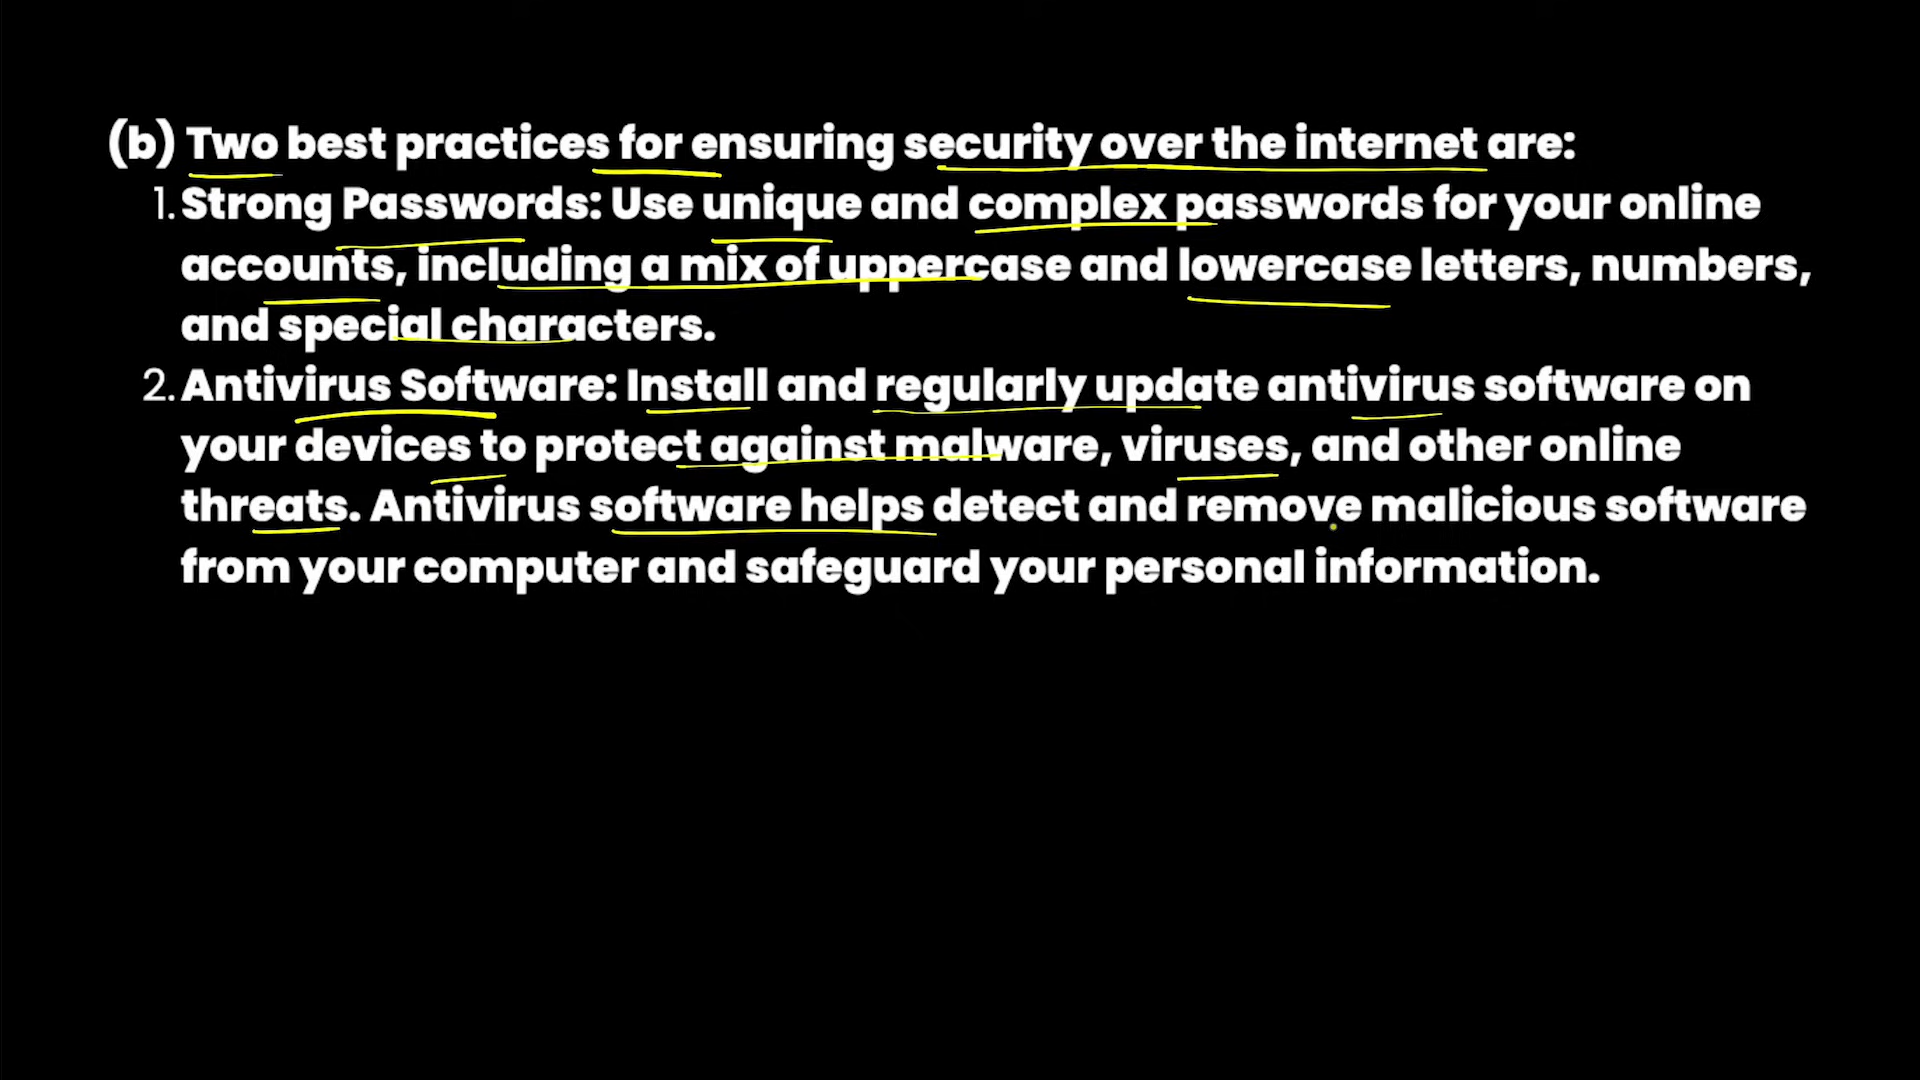 (b) Two best practices for ensuring security over the internet are:
1. Strong Passwords: Use unique and complex passwords for your online
accounts, including a mix of uppercase and lowercase letters, numbers,
and special characters.
2. Antivirus Software: Install and regularly update antivirus software on
your devices to protect against malware, viruses, and other online
threats. Antivirus software helps detect and remove malicious software
from your computer and safeguard your personal information.